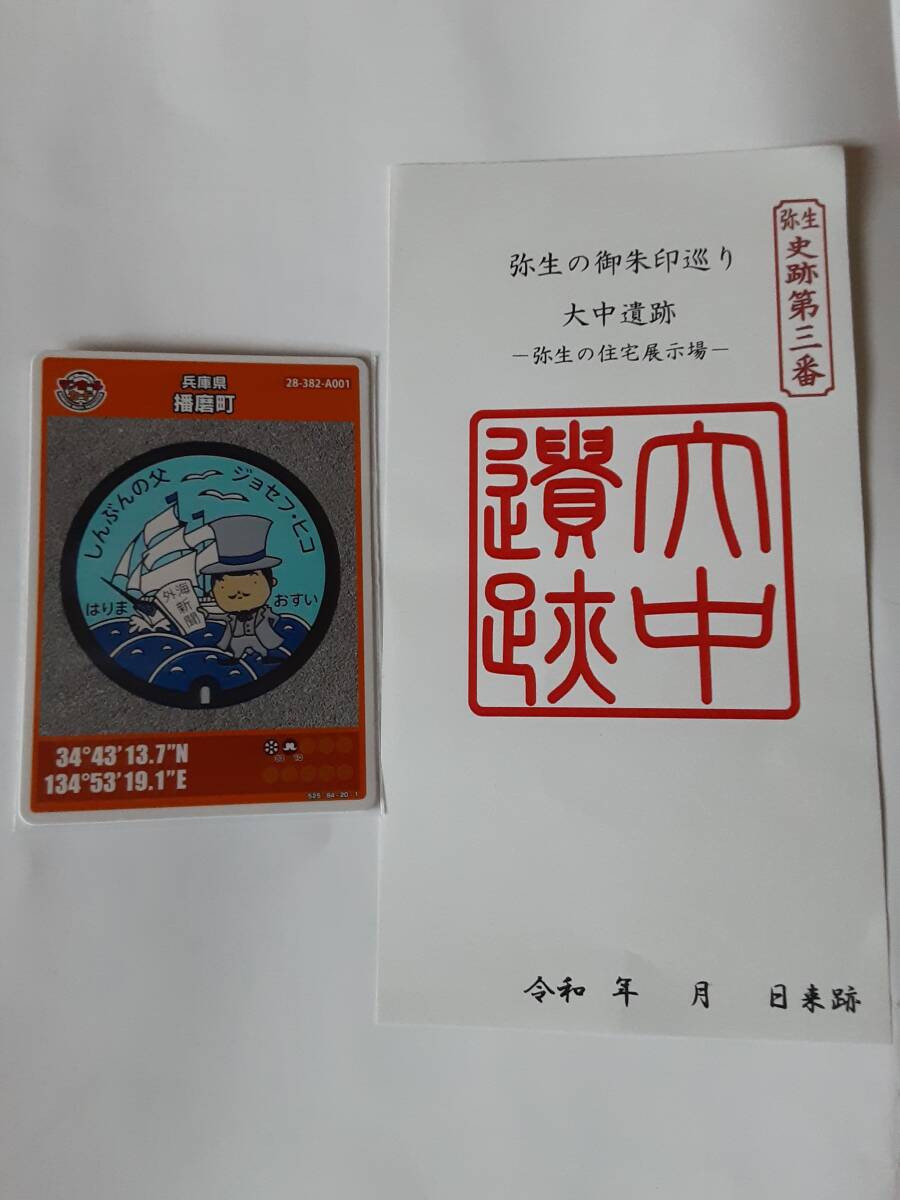 兵庫県
播磨町
28-382-A001
しんぶんの父
ジョセフ・ヒコ
海外新聞
はりま
おすい
34°43'13.7"N
134°53'19.1"E
弥生
史跡第三番
弥生の御朱印巡り
大中遺跡
－弥生の住宅展示場－
大中
遺跡
令和 年 月 日来跡